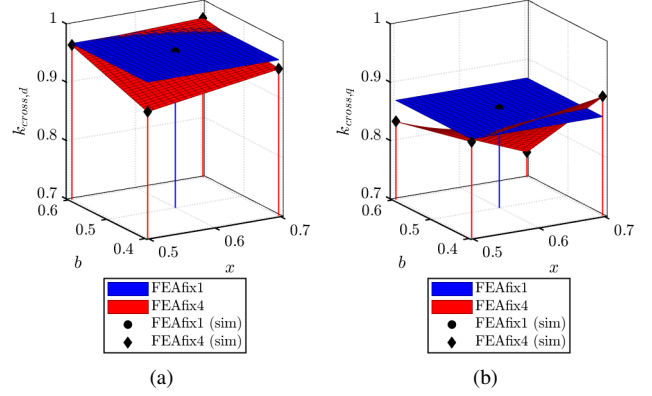 1
0.9
0.8
0.7
k_{cross,d}
0.6
0.5
0.4
b
0.5
0.6
0.7
x
FEAfix1
FEAfix4
FEAfix1 (sim)
FEAfix4 (sim)
(a)
1
0.9
0.8
0.7
k_{cross,q}
0.6
0.5
0.4
b
0.5
0.6
0.7
x
FEAfix1
FEAfix4
FEAfix1 (sim)
FEAfix4 (sim)
(b)